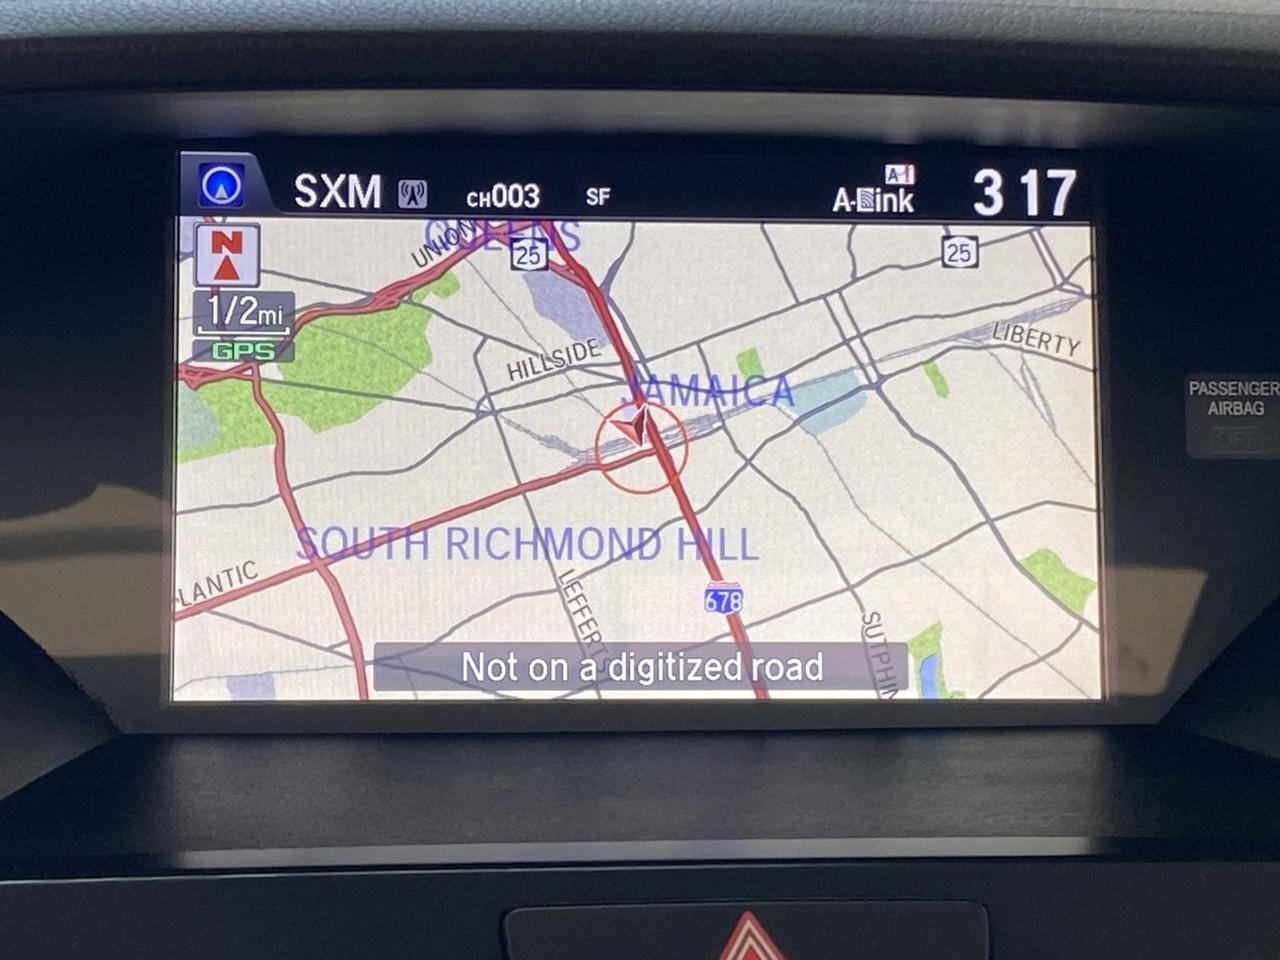 SXM CH003 SF A-Link 3 17
N
1/2mi
GPS
QUEENS
UNION
25
25
LIBERTY
HILLSIDE
JAMAICA
SOUTH RICHMOND HILL
LANTIC
LEFFERTS
678
SUTPHIN
Not on a digitized road
PASSENGER
AIRBAG
OFF